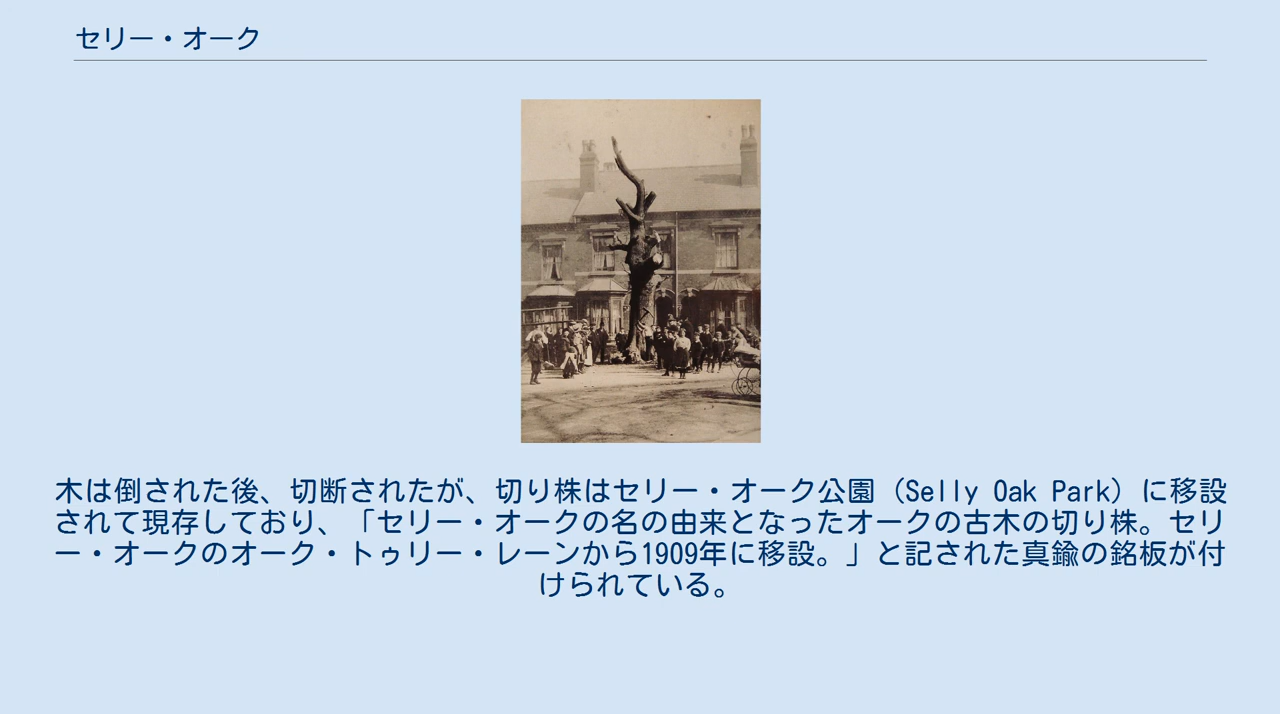 セリー・オーク
木は倒された後、切断されたが、切り株はセリー・オーク公園（Selly Oak Park）に移設
されて現存しており、「セリー・オークの名の由来となったオークの古木の切り株。セリ
ー・オークのオーク・トゥリー・レーンから1909年に移設。」と記された真鍮の銘板が付
けられている。